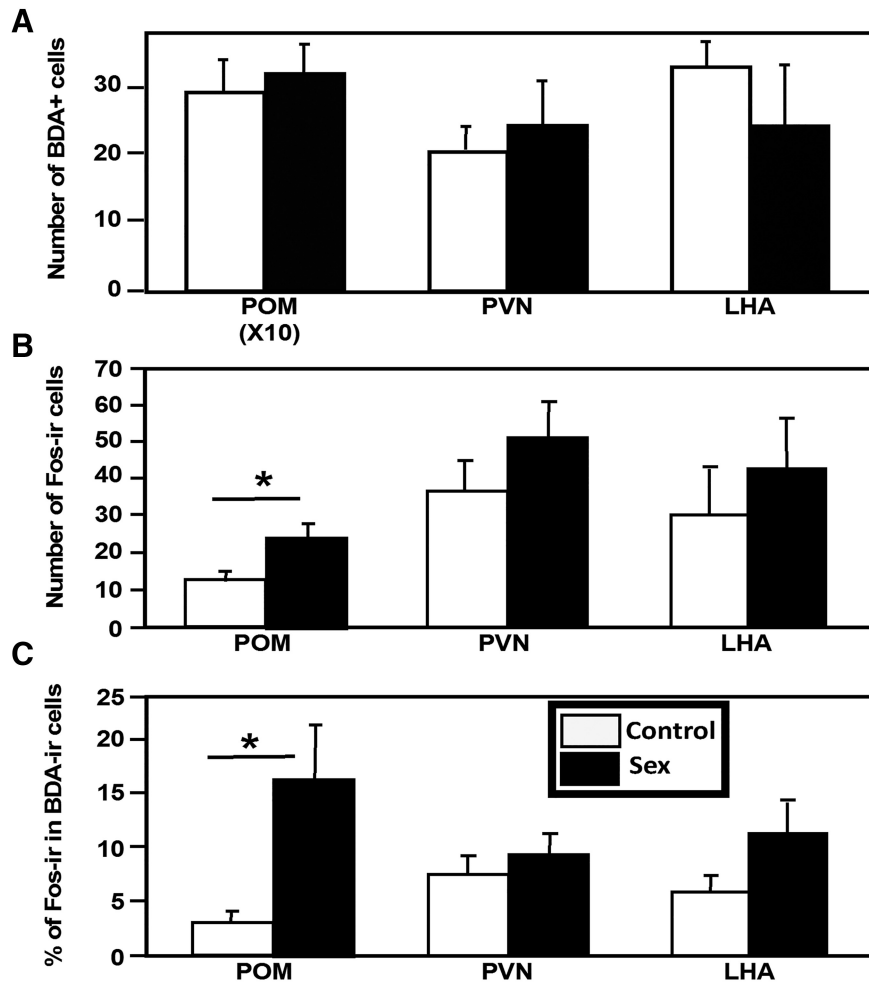 A
Number of BDA+ cells
30
20
10
0
POM PVN LHA
(X10)
B
Number of Fos-ir cells
70
60
50
40
30
20
10
0
*
POM PVN LHA
C
% of Fos-ir in BDA-ir cells
25
20
15
10
5
0
*
Control
Sex
POM PVN LHA